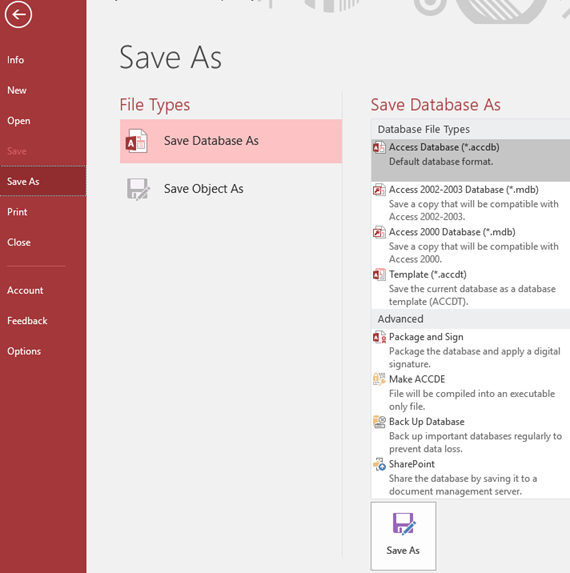 Save As
Info
New
Open
Save
Save As
Print
Close
Account
Feedback
Options
File Types
Save Database As
Save Object As
Save Database As
Database File Types
Access Database (*.accdb)
Default database format.
Access 2002-2003 Database (*.mdb)
Save a copy that will be compatible with
Access 2002-2003.
Access 2000 Database (*.mdb)
Save a copy that will be compatible with
Access 2000.
Template (*.accdt)
Save the current database as a database
template (ACCDT).
Advanced
Package and Sign
Package the database and apply a digital
signature.
Make ACCDE
File will be compiled into an executable
only file.
Back Up Database
Back up important databases regularly to
prevent data loss.
SharePoint
Share the database by saving it to a
document management server.
Save As